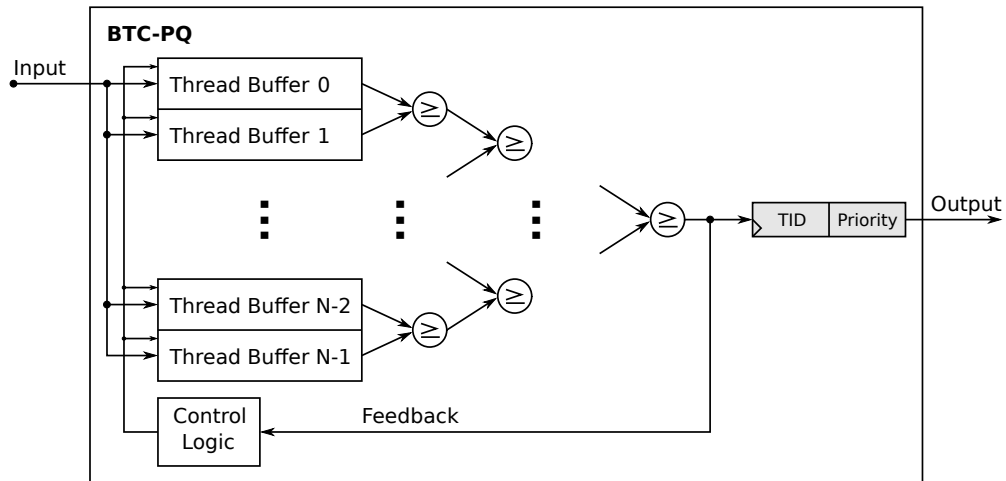 BTC-PQ
Input
Thread Buffer 0
Thread Buffer 1
≥
≥
≥
TID
Priority
Output
≥
Thread Buffer N-2
Thread Buffer N-1
≥
Control
Logic
Feedback